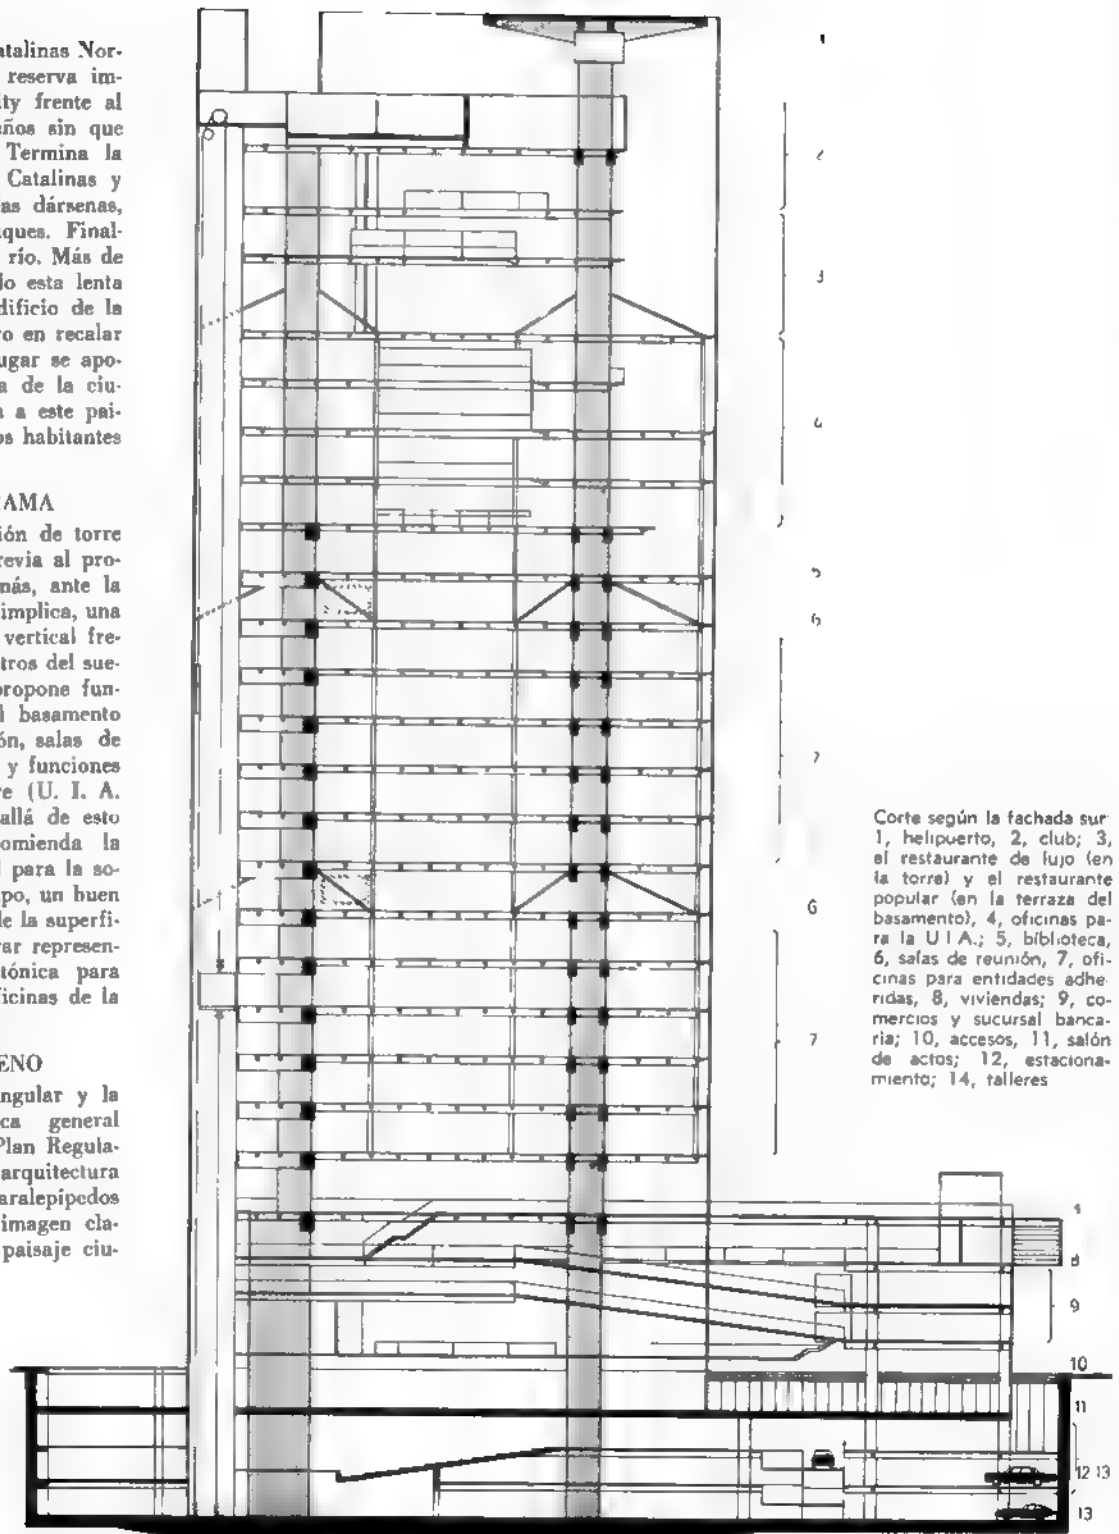 atalinas Nor-
reserva im-
ity frente al
ños sin que
Termina la
Catalinas y
as dársenas,
ques. Final-
río. Más de
lo esta lenta
dificio de la
ro en recalar
ugar se apo-
a de la ciu-
a a este pai-
os habitantes
AMA
ión de torre
revia al pro-
más, ante la
implica, una
vertical fre-
tros del sue-
propone fun-
l basamento
ón, salas de
y funciones
re (U. I. A.
allá de esto
omienda la
l para la so-
po, un buen
de la superfi-
rar represen-
tónica para
ficinas de la
ENO
ngular y la
ca general
Plan Regula-
arquitectura
aralepipedos
imagen cla-
paisaje ciu-
3
4
5
6
7
6
7
8
9
10
11
12 13
13
Corte según la fachada sur
1, helipuerto, 2, club; 3,
el restaurante de lujo (en
la torre) y el restaurante
popular (en la terraza del
basamento), 4, oficinas pa-
ra la U I A.; 5, biblioteca,
6, salas de reunión, 7, ofi-
cinas para entidades adhe-
ridas, 8, viviendas; 9, co-
mercios y sucursal banca-
ria; 10, accesos, 11, salón
de actos; 12, estaciona-
miento; 14, talleres